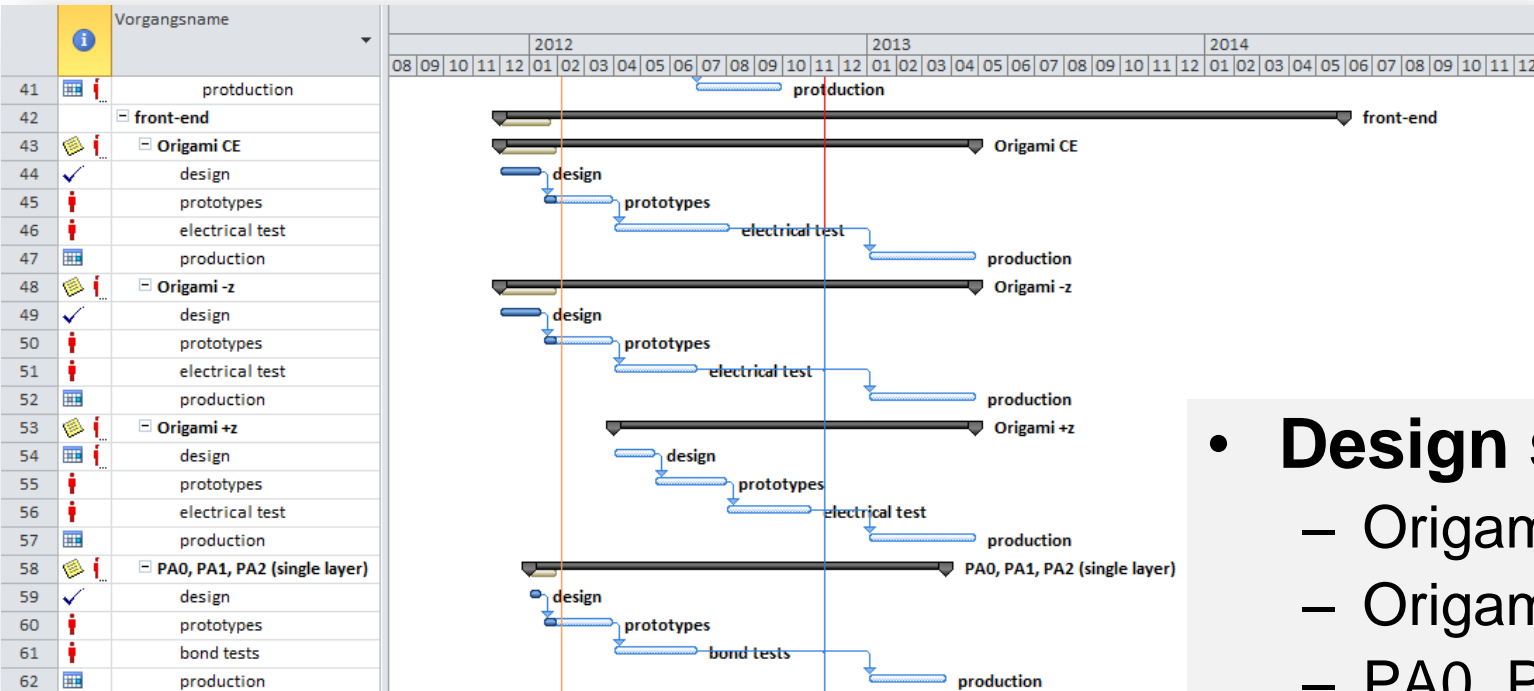 Vorgangsname
2012 2013 2014
08 09 10 11 12 01 02 03 04 05 06 07 08 09 10 11 12 01 02 03 04 05 06 07 08 09 10 11 12 01 02 03 04 05 06 07 08 09 10 11 12
41 protduction protduction
42 front-end front-end
43 Origami CE Origami CE
44 design design
45 prototypes prototypes
46 electrical test electrical test
47 production production
48 Origami -z Origami -z
49 design design
50 prototypes prototypes
51 electrical test electrical test
52 production production
53 Origami +z Origami +z
54 design design
55 prototypes prototypes
56 electrical test electrical test
57 production production
58 PA0, PA1, PA2 (single layer) PA0, PA1, PA2 (single layer)
59 design design
60 prototypes prototypes
61 bond tests bond tests
62 production production
• Design
– Origam
– Origam
– PA0, P